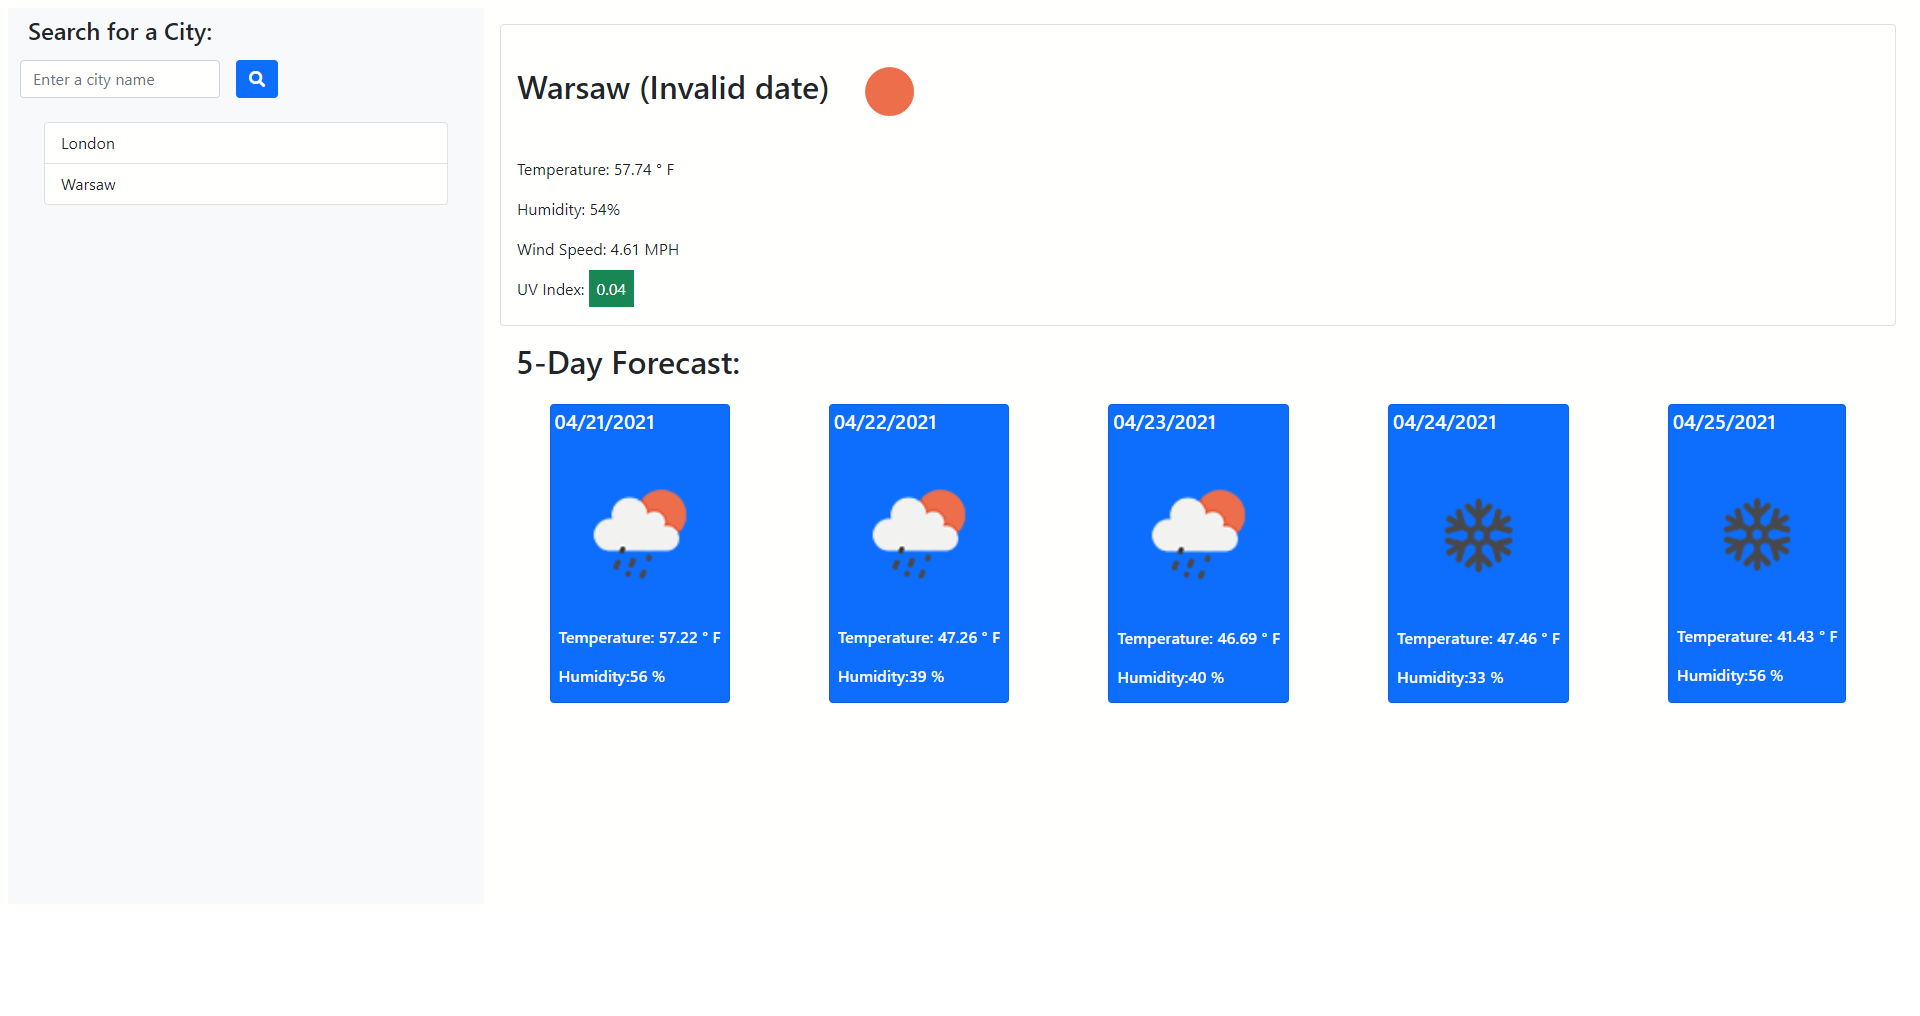 Search for a City:
Enter a city name
London
Warsaw
Warsaw (Invalid date)
Temperature: 57.74 ° F
Humidity: 54%
Wind Speed: 4.61 MPH
UV Index: 0.04
5-Day Forecast:
04/21/2021
Temperature: 57.22 ° F
Humidity:56 %
04/22/2021
Temperature: 47.26 ° F
Humidity:39 %
04/23/2021
Temperature: 46.69 ° F
Humidity:40 %
04/24/2021
Temperature: 47.46 ° F
Humidity:33 %
04/25/2021
Temperature: 41.43 ° F
Humidity:56 %